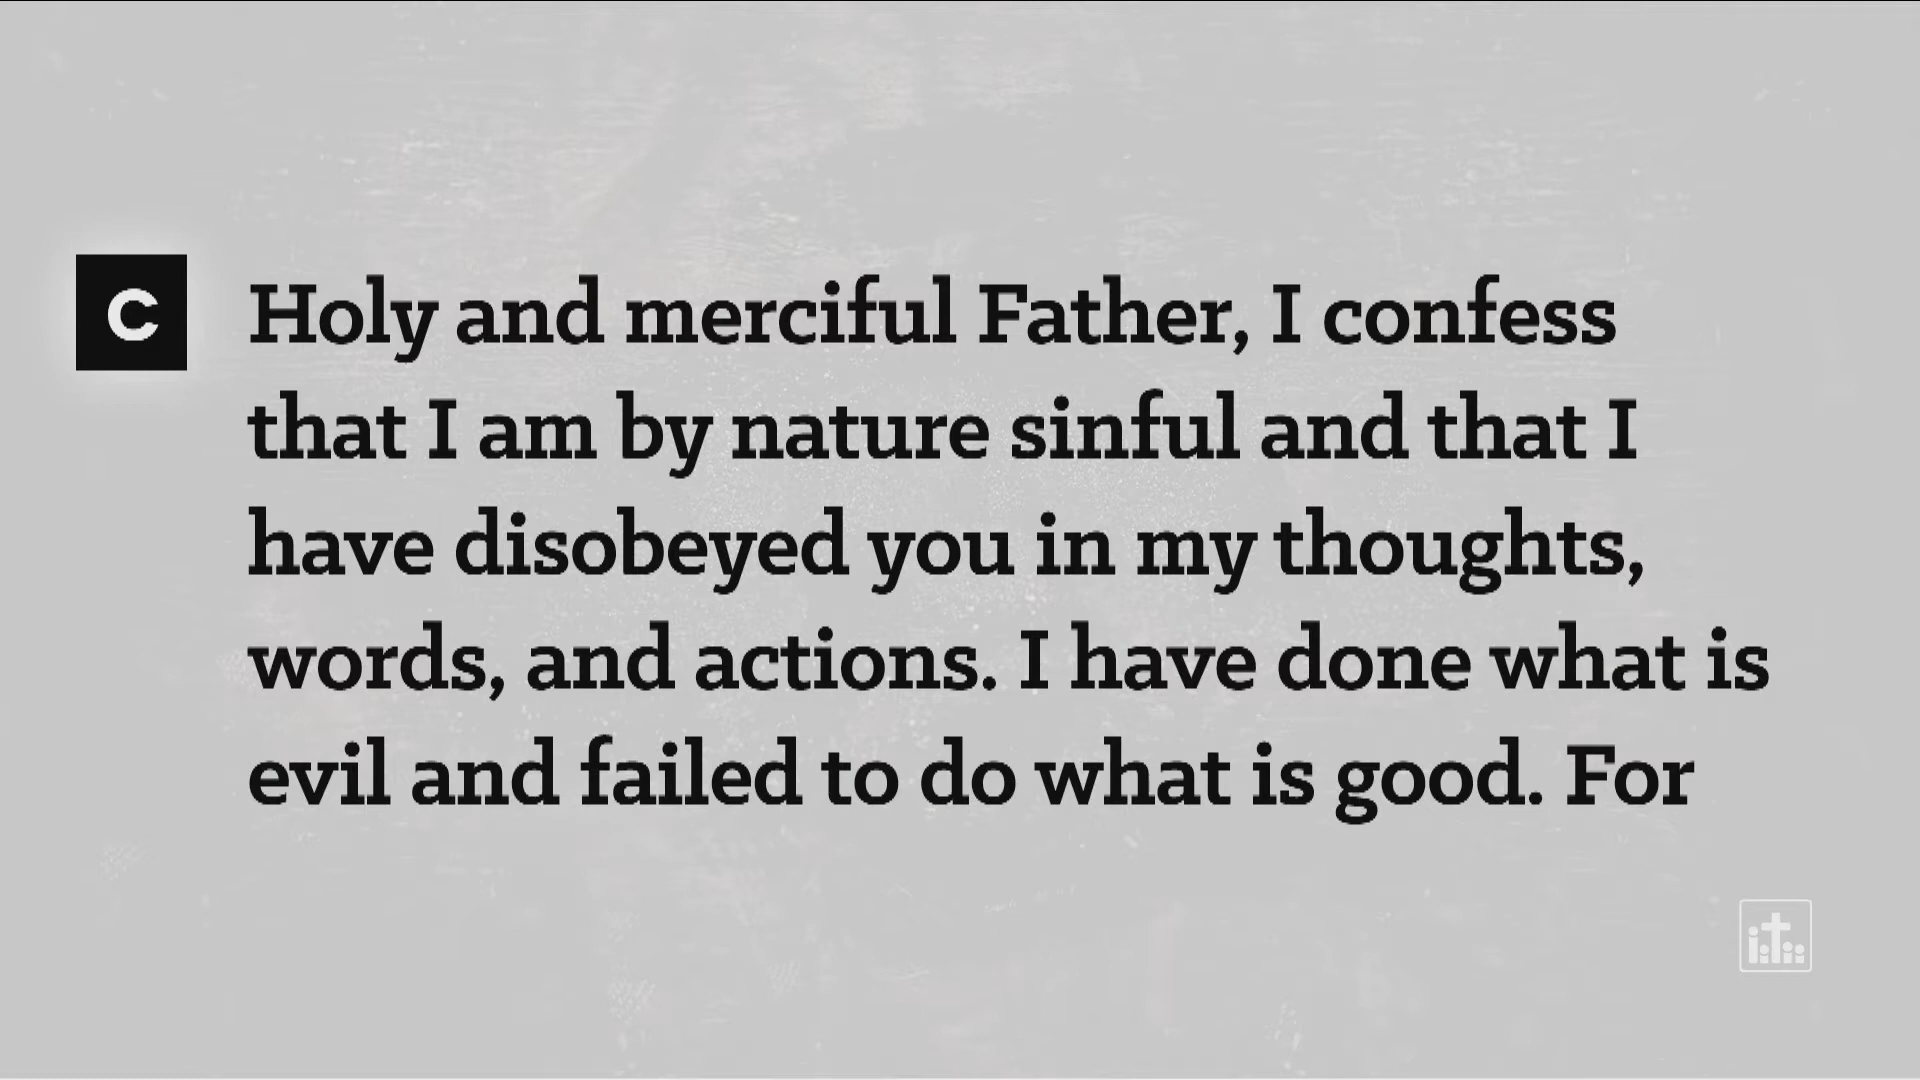 C Holy and merciful Father, I confess
that I am by nature sinful and that I
have disobeyed you in my thoughts,
words, and actions. I have done what is
evil and failed to do what is good. For